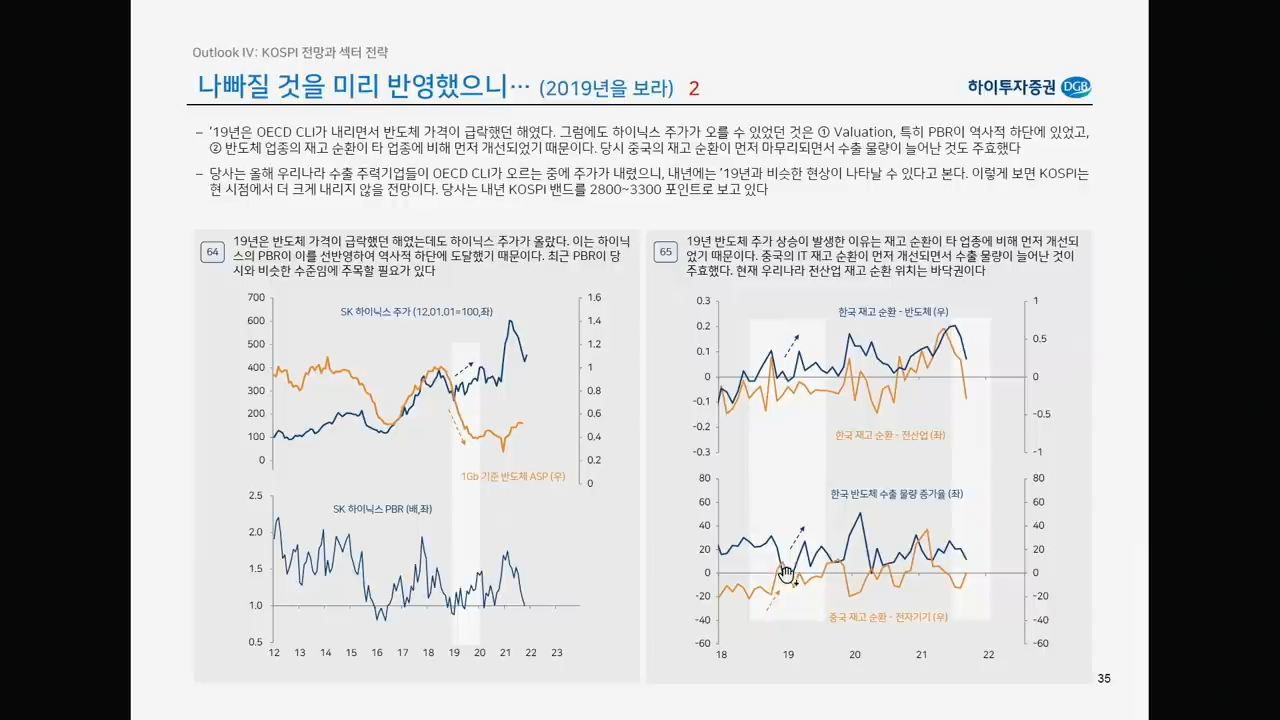 Outlook IV: KOSPI 전망과 섹터 전략
나빠질 것을 미리 반영했으니… (2019년을 보라) 2
하이투자증권 DGB
– '19년은 OECD CLI가 내리면서 반도체 가격이 급락했던 해였다. 그럼에도 하이닉스 주가가 오를 수 있었던 것은 ① Valuation, 특히 PBR이 역사적 하단에 있었고,
② 반도체 업종의 재고 순환이 타 업종에 비해 먼저 개선되었기 때문이다. 당시 중국의 재고 순환이 먼저 마무리되면서 수출 물량이 늘어난 것도 주효했다
– 당사는 올해 우리나라 수출 주력기업들이 OECD CLI가 오르는 중에 주가가 내렸으니, 내년에는 '19년과 비슷한 현상이 나타날 수 있다고 본다. 이렇게 보면 KOSPI는
현 시점에서 더 크게 내리지 않을 전망이다. 당사는 내년 KOSPI 밴드를 2800~3300 포인트로 보고 있다
64
19년은 반도체 가격이 급락했던 해였는데도 하이닉스 주가가 올랐다. 이는 하이닉
스의 PBR이 이를 선반영하여 역사적 하단에 도달했기 때문이다. 최근 PBR이 당
시와 비슷한 수준임에 주목할 필요가 있다
700
600
500
400
300
200
100
0
SK 하이닉스 주가 (12.01.01=100,좌)
1.6
1.4
1.2
1
0.8
0.6
0.4
0.2
0
1Gb 기준 반도체 ASP (우)
2.5
2.0
1.5
1.0
0.5
SK 하이닉스 PBR (배,좌)
12 13 14 15 16 17 18 19 20 21 22 23
65
19년 반도체 주가 상승이 발생한 이유는 재고 순환이 타 업종에 비해 먼저 개선되
었기 때문이다. 중국의 IT 재고 순환이 먼저 개선되면서 수출 물량이 늘어난 것이
주효했다. 현재 우리나라 전산업 재고 순환 위치는 바닥권이다
0.3
0.2
0.1
0
-0.1
-0.2
-0.3
한국 재고 순환 - 반도체 (우)
1
0.5
0
-0.5
-1
한국 재고 순환 - 전산업 (좌)
80
60
40
20
0
-20
-40
-60
한국 반도체 수출 물량 증가율 (좌)
80
60
40
20
0
-20
-40
-60
중국 재고 순환 - 전자기기 (우)
18 19 20 21 22
35